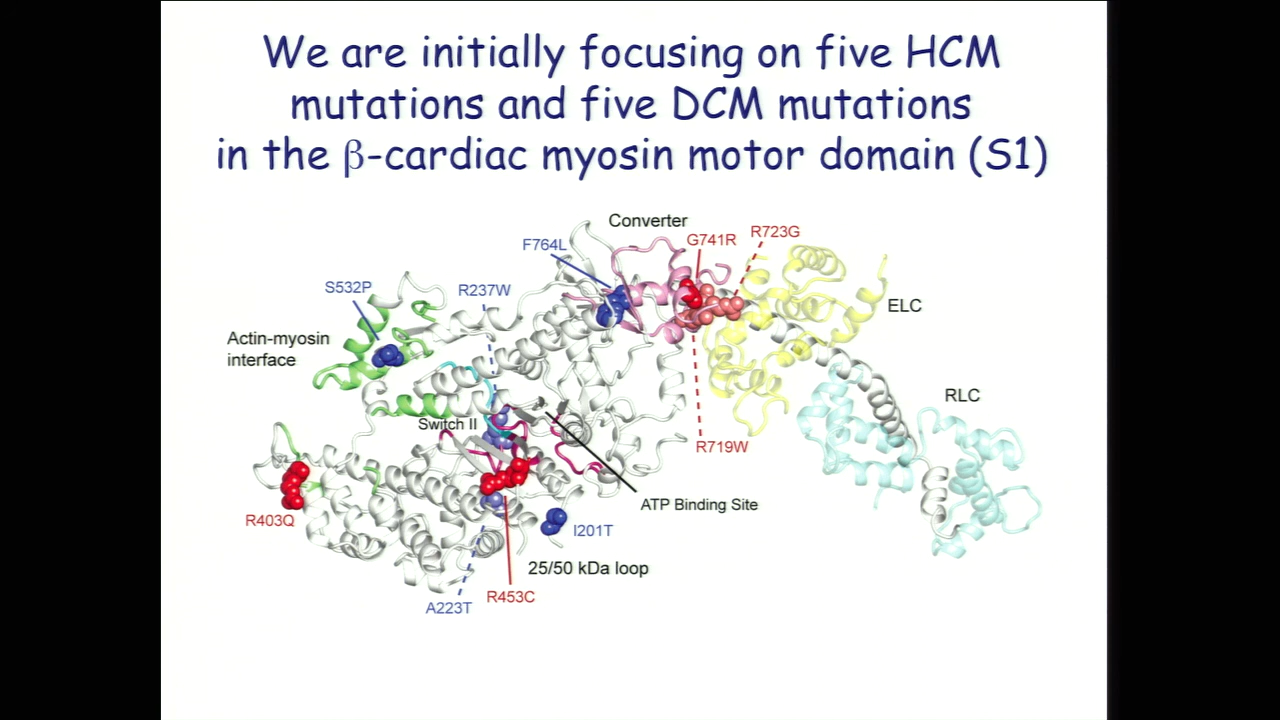 We are initially focusing on five HCM
mutations and five DCM mutations
in the β-cardiac myosin motor domain (S1)
Converter
F764L
G741R
R723G
S532P
R237W
ELC
Actin-myosin
interface
RLC
Switch II
R719W
ATP Binding Site
R403Q
I201T
25/50 kDa loop
A223T
R453C